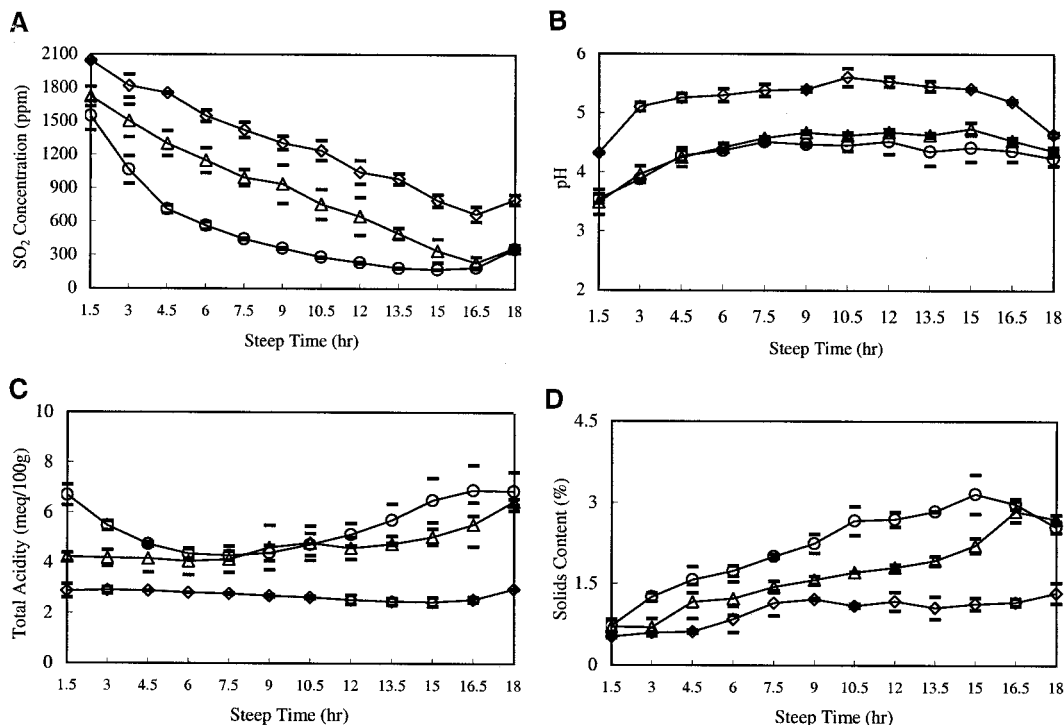 A
2100
1800
1500
1200
900
600
300
0
SO2 Concentration (ppm)
1.5 3 4.5 6 7.5 9 10.5 12 13.5 15 16.5 18
Steep Time (hr)
B
6
5
4
3
2
pH
1.5 3 4.5 6 7.5 9 10.5 12 13.5 15 16.5 18
Steep Time (hr)
C
10
8
6
4
2
0
Total Acidity (meq/100g)
1.5 3 4.5 6 7.5 9 10.5 12 13.5 15 16.5 18
Steep Time (hr)
D
4.5
3
1.5
0
Solids Content (%)
1.5 3 4.5 6 7.5 9 10.5 12 13.5 15 16.5 18
Steep Time (hr)